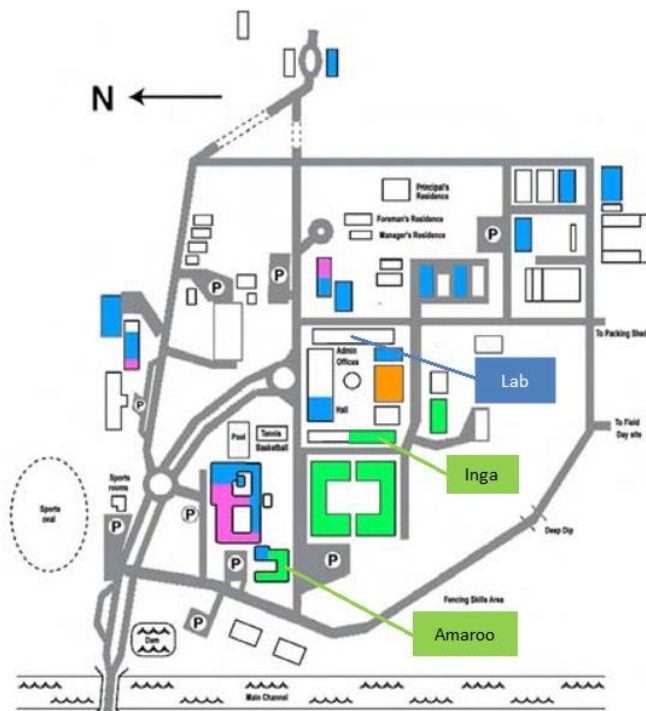 N
Principal's
Residence
Foreman's Residence
Manager's Residence
P
P
P
To Packing Shed
Admin
Offices
Lab
P
Hall
Pool
Tennis
Basketball
To Field
Day site
Inga
Sports
rooms
Sports
oval
P
P
Deep Dip
P
P
Fencing Skills Area
P
Amaroo
Dam
Main Channel